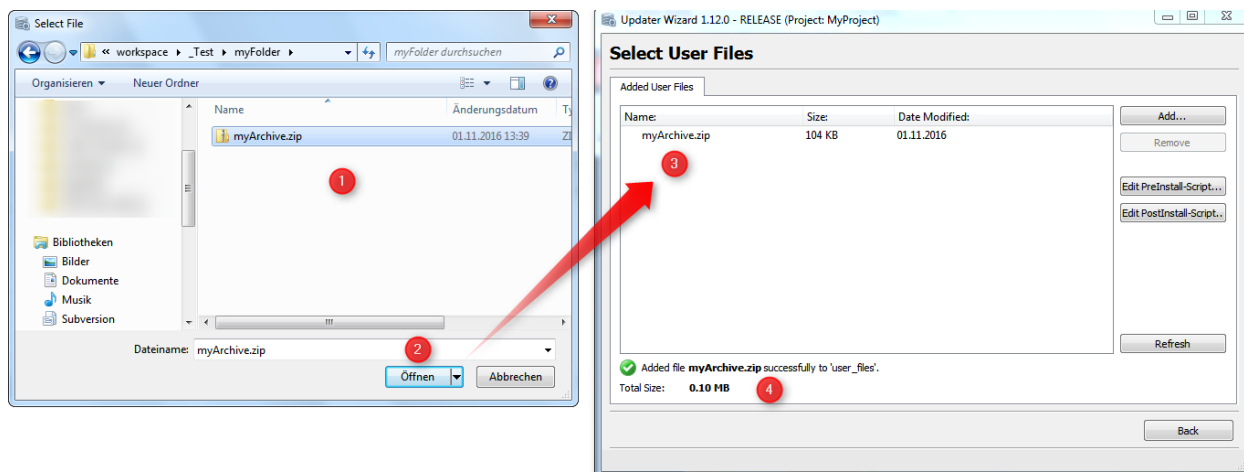 Select File
« workspace ▸ _Test ▸ myFolder ▸
myFolder durchsuchen
Organisieren
Neuer Ordner
Name
Änderungsdatum
Ty
myArchive.zip
01.11.2016 13:39
ZI
1
Bibliotheken
Bilder
Dokumente
Musik
Subversion
Dateiname:
myArchive.zip
2
Öffnen
Abbrechen
Updater Wizard 1.12.0 - RELEASE (Project: MyProject)
Select User Files
Added User Files
Name:
Size:
Date Modified:
myArchive.zip
104 KB
01.11.2016
3
Add...
Remove
Edit PreInstall-Script...
Edit PostInstall-Script..
Refresh
Added file myArchive.zip successfully to 'user_files'.
Total Size:
0.10 MB
4
Back